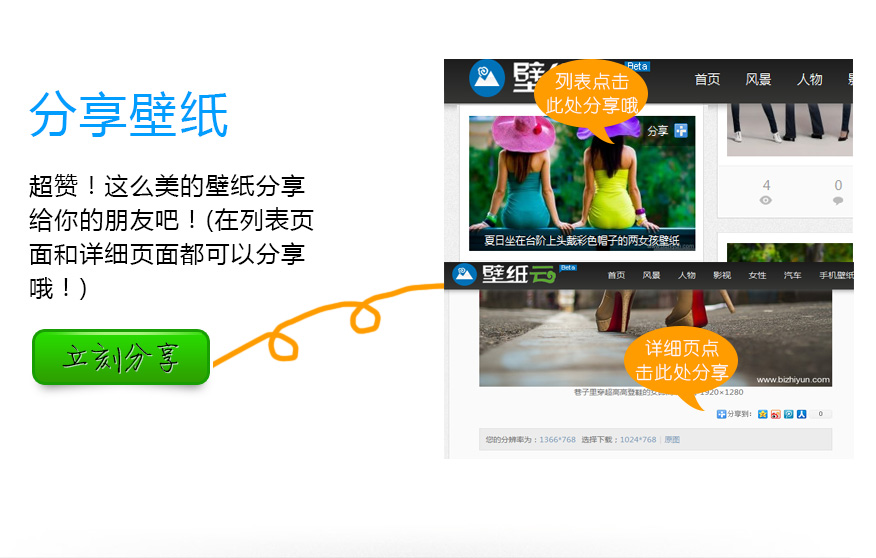 分享壁纸
超赞！这么美的壁纸分享
给你的朋友吧！(在列表页
面和详细页面都可以分享
哦！)
立刻分享
壁 Beta 首页 风景 人物
列表点击
此处分享哦
分享
夏日坐在台阶上头戴彩色帽子的两女孩壁纸
4 0
壁纸云 Beta 首页 风景 人物 影视 女性 汽车 手机壁纸
详细页点
击此处分享
www.bizhiyun.com
巷子里穿超高高登鞋的女 1920×1280
分享到: 0
您的分辨率为：1366*768 选择下载：1024*768 | 原图